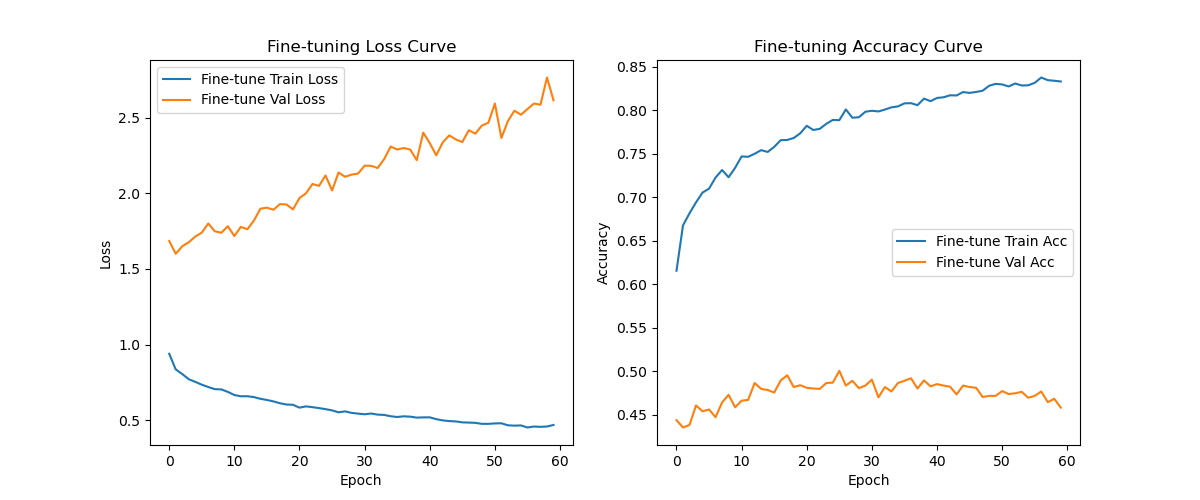 Fine-tuning Loss Curve
Fine-tune Train Loss
Fine-tune Val Loss
2.5
2.0
1.5
1.0
0.5
Loss
0 10 20 30 40 50 60
Epoch
Fine-tuning Accuracy Curve
0.85
0.80
0.75
0.70
0.65
0.60
0.55
0.50
0.45
Accuracy
Fine-tune Train Acc
Fine-tune Val Acc
0 10 20 30 40 50 60
Epoch